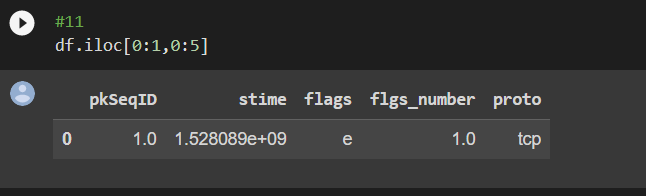 #11
df.iloc[0:1,0:5]
pkSeqID stime flags flgs_number proto
0 1.0 1.528089e+09 e 1.0 tcp